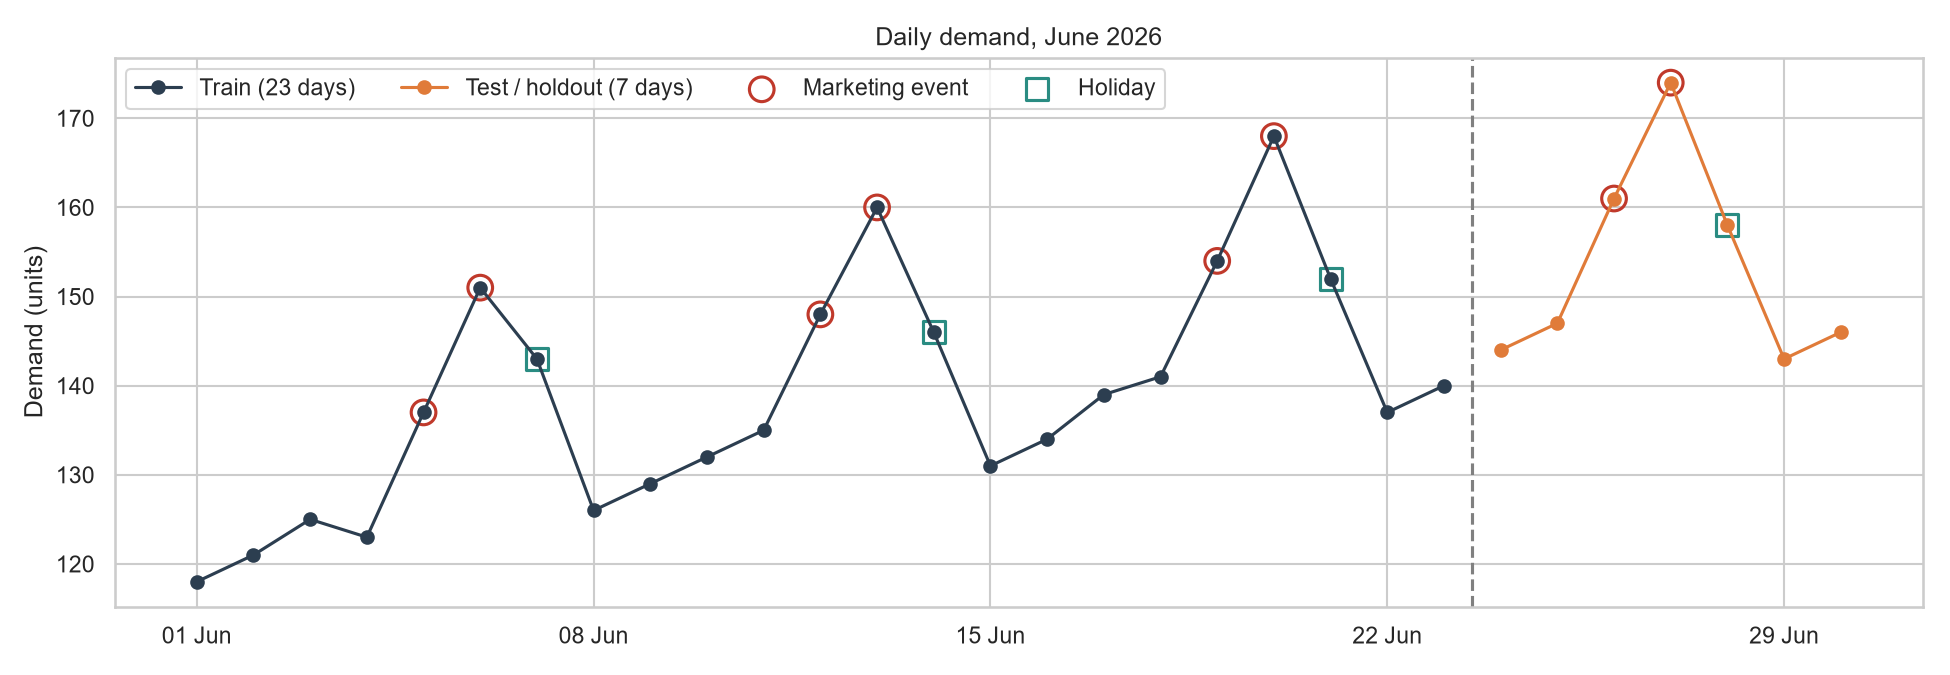 Daily demand, June 2026
Train (23 days) Test / holdout (7 days) Marketing event Holiday
Demand (units)
170
160
150
140
130
120
01 Jun 08 Jun 15 Jun 22 Jun 29 Jun